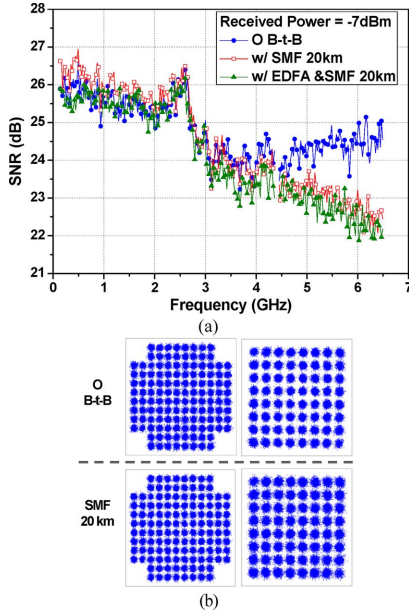 Received Power = -7dBm
O B-t-B
w/ SMF 20km
w/ EDFA &SMF 20km
SNR (dB)
27
26
25
24
23
22
21
0 1 2 3 4 5 6 7
Frequency (GHz)
(a)
O
B-t-B
SMF
20 km
(b)